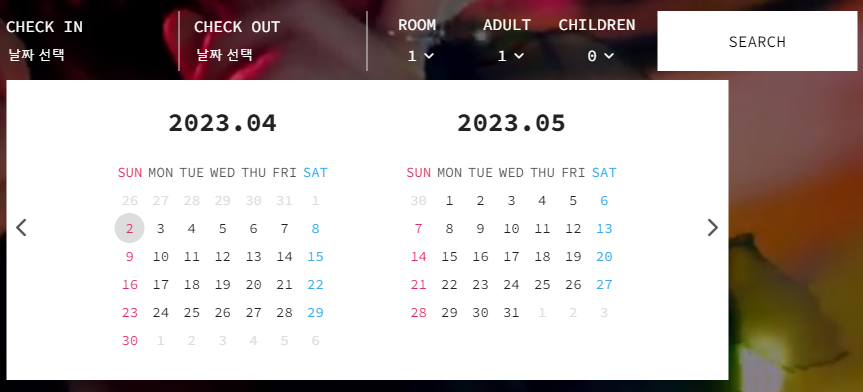 CHECK IN CHECK OUT ROOM ADULT CHILDREN SEARCH
날짜 선택 날짜 선택 1 1 0
2023.04
SUN MON TUE WED THU FRI SAT
26 27 28 29 30 31 1
2 3 4 5 6 7 8
9 10 11 12 13 14 15
16 17 18 19 20 21 22
23 24 25 26 27 28 29
30 1 2 3 4 5 6
2023.05
SUN MON TUE WED THU FRI SAT
30 1 2 3 4 5 6
7 8 9 10 11 12 13
14 15 16 17 18 19 20
21 22 23 24 25 26 27
28 29 30 31 1 2 3